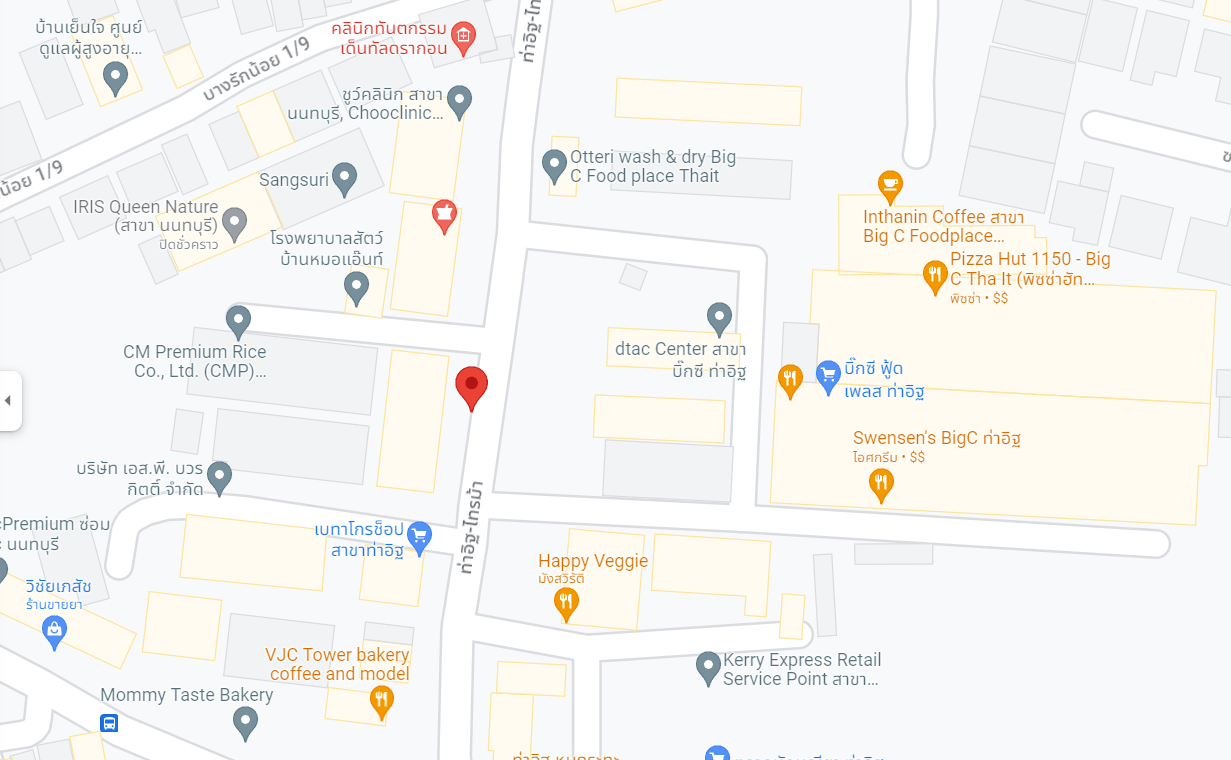 บ้านเย็นใจ ศูนย์
ดูแลผู้สูงอายุ...
คลินิกทันตกรรม
เด็นทัลดรากอน
ท่าอิฐ-ไท
บางรักน้อย 1/9
ชูว์คลินิก สาขา
นนทบุรี, Chooclinic...
Otteri wash & dry Big
C Food place Thait
น้อย 1/9
Sangsuri
IRIS Queen Nature
(สาขา นนทบุรี)
ปิดชั่วคราว
Inthanin Coffee สาขา
Big C Foodplace...
โรงพยาบาลสัตว์
บ้านหมอแอ๊นท์
Pizza Hut 1150 - Big
C Tha It (พิซซ่าฮัท...
พิซซ่า • $$
CM Premium Rice
Co., Ltd. (CMP)...
dtac Center สาขา
บิ๊กซี ท่าอิฐ
บิ๊กซี ฟู้ด
เพลส ท่าอิฐ
Swensen's BigC ท่าอิฐ
ไอศกรีม • $$
บริษัท เอส.พี. บวร
กิตติ์ จำกัด
ท่าอิฐ-ไทรม้า
cPremium ซ่อม
นนทบุรี
เบทาโกรช็อป
สาขาท่าอิฐ
Happy Veggie
มังสวิรัติ
วิชัยเภสัช
ร้านขายยา
VJC Tower bakery
coffee and model
Kerry Express Retail
Service Point สาขา...
Mommy Taste Bakery